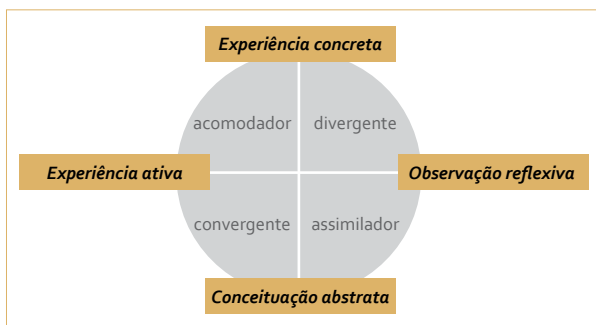 Experiência concreta
acomodador
divergente
Experiência ativa
Observação reflexiva
convergente
assimilador
Conceituação abstrata